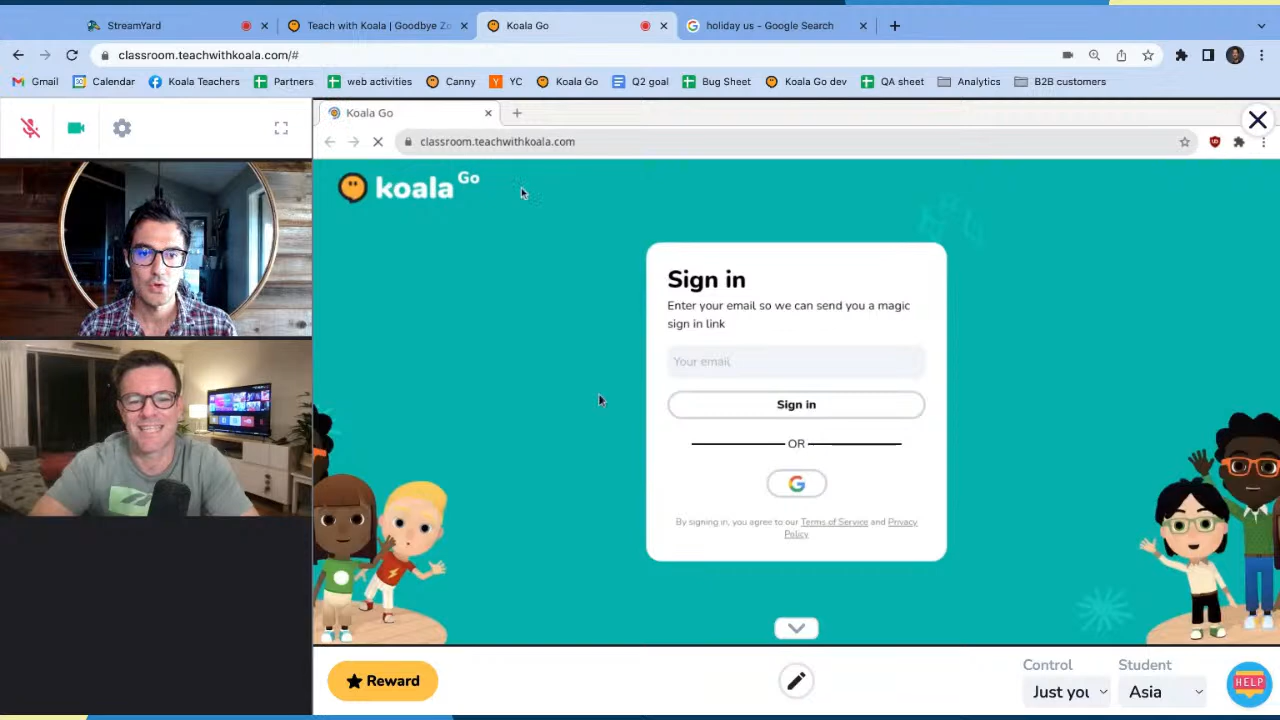 StreamYard
Teach with Koala | Goodbye Zo
Koala Go
holiday us - Google Search
classroom.teachwithkoala.com/#
Gmail
Calendar
Koala Teachers
Partners
web activities
Canny
YC
Koala Go
Q2 goal
Bug Sheet
Koala Go dev
QA sheet
Analytics
B2B customers
Koala Go
classroom.teachwithkoala.com
koala Go
Sign in
Enter your email so we can send you a magic
sign in link
Your email
Sign in
OR
By signing in, you agree to our Terms of Service and Privacy
Policy
Reward
Control
Just you
Student
Asia
HELP